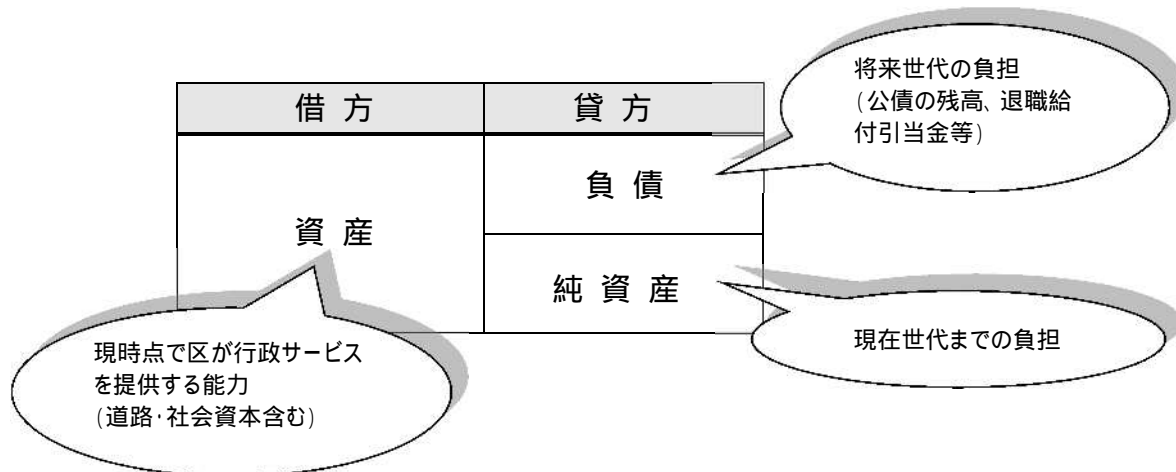 将来世代の負担
(公債の残高、退職給
付引当金等)
借方 貸方
負債
資産
純資産
現在世代までの負担
現時点で区が行政サービス
を提供する能力
(道路・社会資本含む)